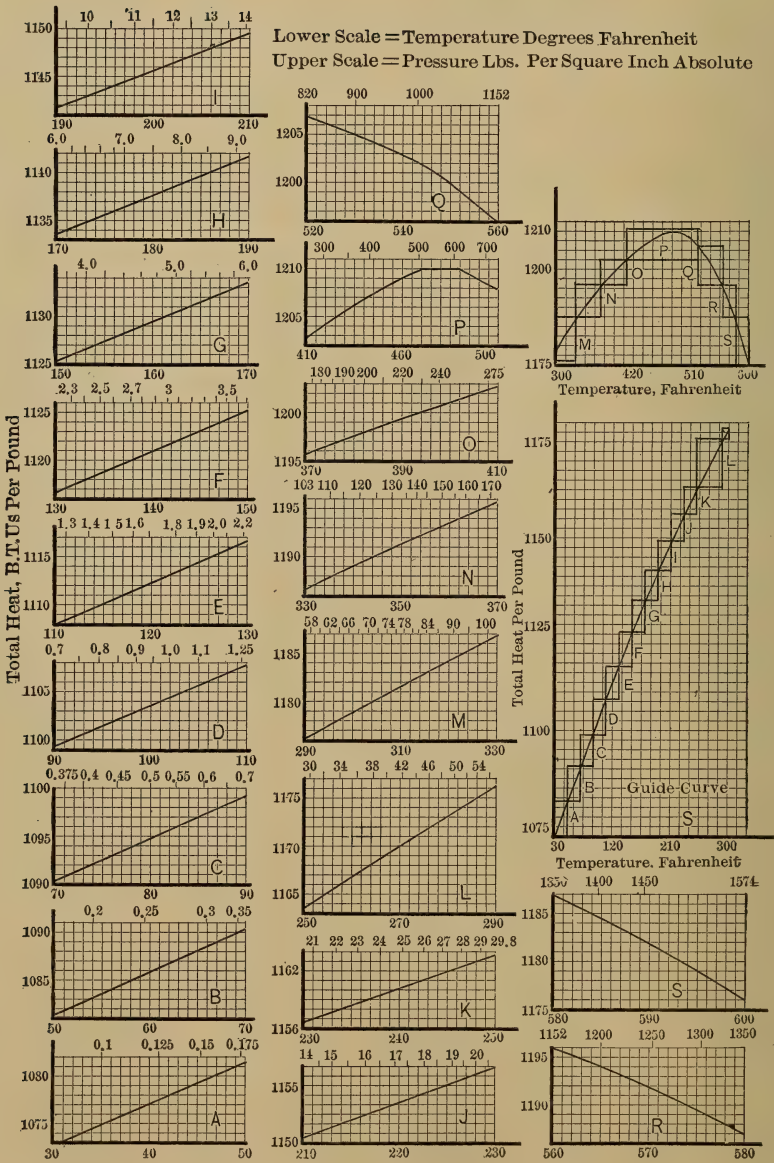 Lower Scale = Temperature Degrees Fahrenheit
Upper Scale = Pressure Lbs. Per Square Inch Absolute
Total Heat, B.T.Us Per Pound
10 11 12 13 14
1150
1145
I
190 200 210
6.0 7.0 8.0 9.0
1140
1135
H
170 180 190
4.0 5.0 6.0
1130
1125
G
150 160 170
2.3 2.5 2.7 3 3.5
1125
1120
F
130 140 150
1.3 1.4 1.5 1.6 1.8 1.9 2.0 2.2
1115
1110
E
110 120 130
0.7 0.8 0.9 1.0 1.1 1.25
1105
1100
D
90 100 110
0.375 0.4 0.45 0.5 0.55 0.6 0.7
1100
1095
1090
C
70 80 90
0.2 0.25 0.3 0.35
1090
1085
B
50 60 70
0.1 0.125 0.15 0.175
1080
1075
A
30 40 50
820 900 1000 1152
1205
1200
Q
520 540 560
300 400 500 600 700
1210
1205
P
410 460 500
180 190 200 220 240 275
1200
1195
O
370 390 410
103 110 120 130 140 150 160 170
1195
1190
N
330 350 370
58 62 66 70 74 78 84 90 100
1185
1180
M
290 310 330
30 34 38 42 46 50 54
1175
1170
1165
L
250 270 290
21 22 23 24 25 26 27 28 29 29.8
1162
1156
K
230 240 250
14 15 16 17 18 19 20
1155
1150
J
210 220 230
1210
1200
1175
P
O Q
N R
M S
300 420 510 600
Temperature, Fahrenheit
Total Heat Per Pound
1175
1150
1125
1100
1075
L
K
J
I
H
G
F
E
D
C
B
A
Guide Curve
S
30 120 210 300
Temperature. Fahrenheit
1350 1400 1450 1574
1185
1180
1175
S
580 590 600
1152 1200 1250 1300 1350
1195
1190
R
560 570 580